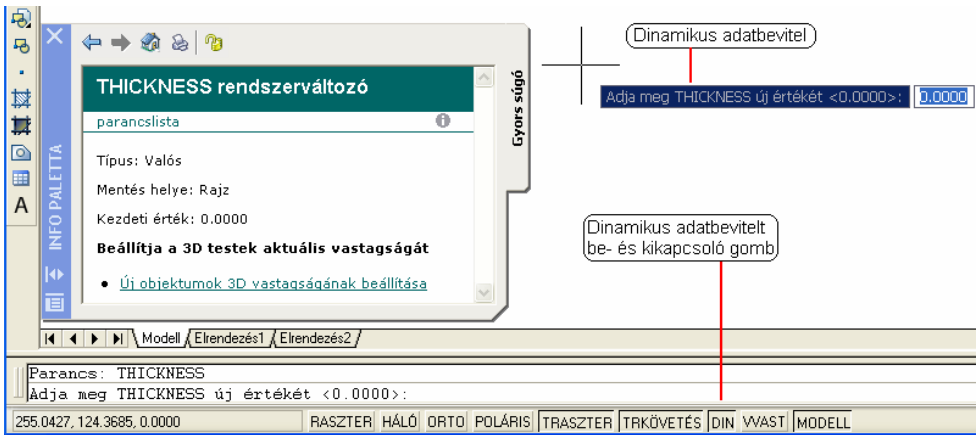 THICKNESS rendszerváltozó
parancslista
Típus: Valós
Mentés helye: Rajz
Kezdeti érték: 0.0000
Beállítja a 3D testek aktuális vastagságát
• Új objektumok 3D vastagságának beállítása
Gyors súgó
INFO PALETTA
A
Dinamikus adatbevitel
Adja meg THICKNESS új értékét <0.0000>: 0.0000
Dinamikus adatbevitelt
be- és kikapcsoló gomb
Modell Elrendezés1 Elrendezés2
Parancs: THICKNESS
Adja meg THICKNESS új értékét <0.0000>:
255.0427, 124.3685, 0.0000 RASZTER HÁLÓ ORTO POLÁRIS TRASZTER TRKÖVETÉS DIN VVAST MODELL